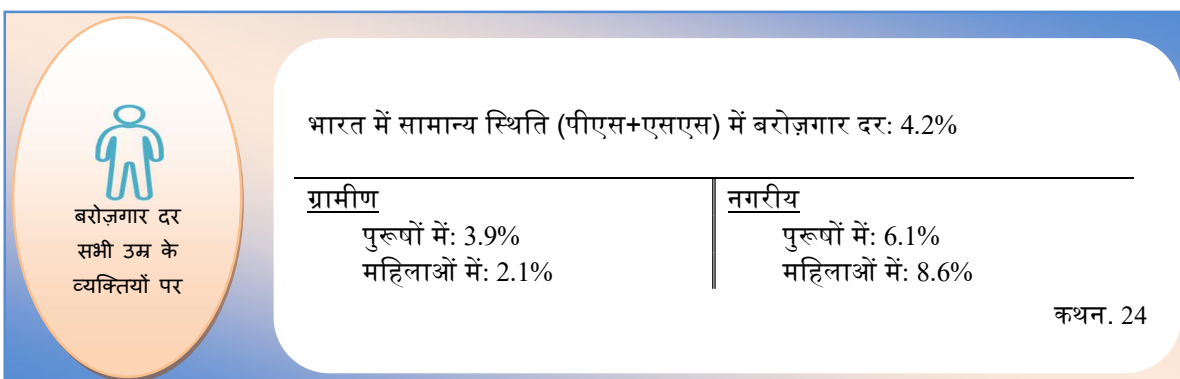 बरोज़गार दर
सभी उम्र के
व्यक्तियों पर
भारत में सामान्य स्थिति (पीएस+एसएस) में बरोज़गार दर: 4.2%
ग्रामीण
पुरूषों में: 3.9%
महिलाओं में: 2.1%
नगरीय
पुरूषों में: 6.1%
महिलाओं में: 8.6%
कथन. 24